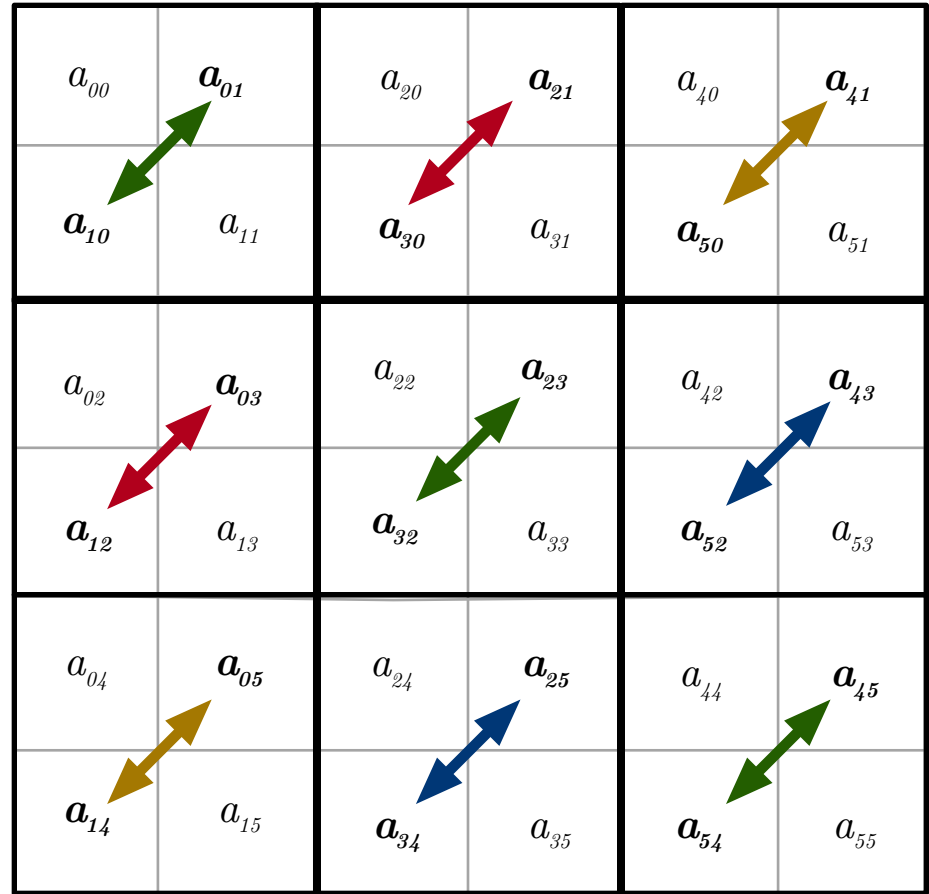 a₀₀ a₀₁ a₂₀ a₂₁ a₄₀ a₄₁
a₁₀ a₁₁ a₃₀ a₃₁ a₅₀ a₅₁
a₀₂ a₀₃ a₂₂ a₂₃ a₄₂ a₄₃
a₁₂ a₁₃ a₃₂ a₃₃ a₅₂ a₅₃
a₀₄ a₀₅ a₂₄ a₂₅ a₄₄ a₄₅
a₁₄ a₁₅ a₃₄ a₃₅ a₅₄ a₅₅